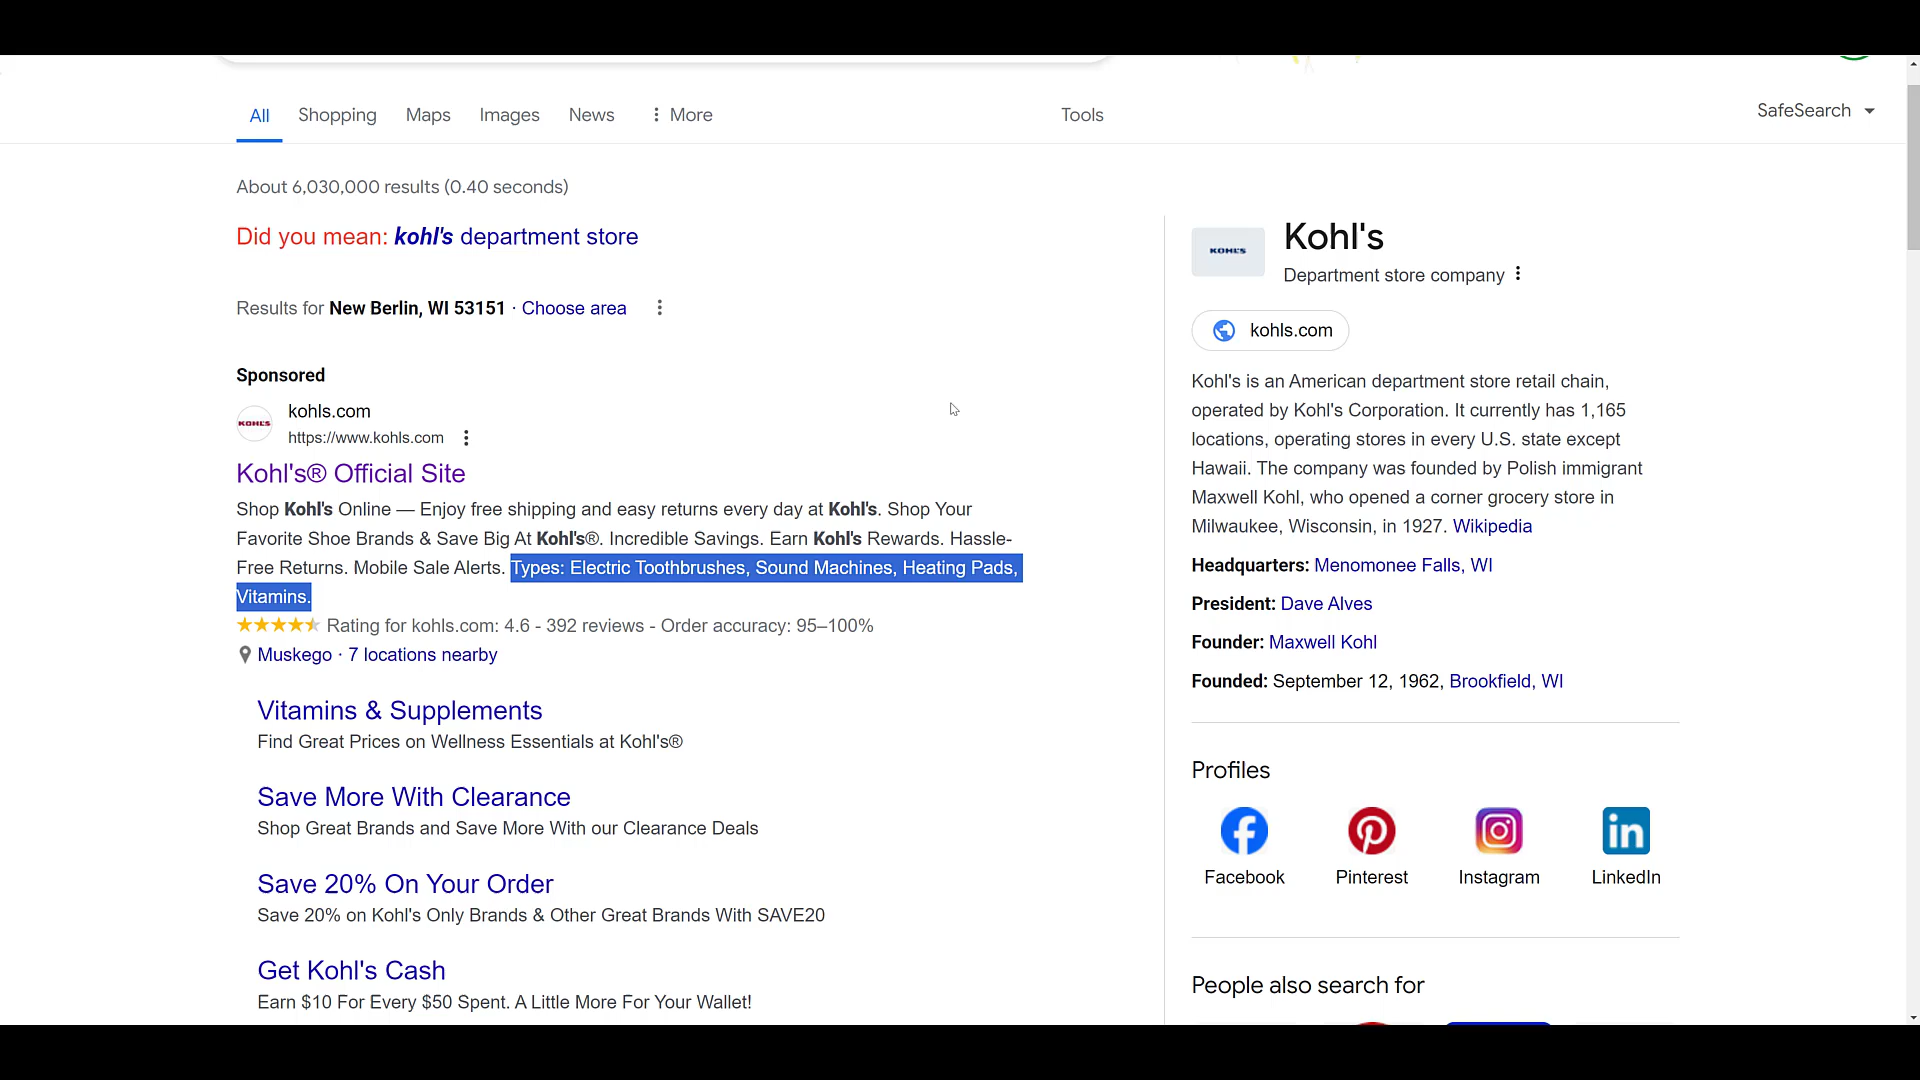 All Shopping Maps Images News More Tools SafeSearch
About 6,030,000 results (0.40 seconds)
Did you mean: kohl's department store
Results for New Berlin, WI 53151 · Choose area
Sponsored
KOHL'S
kohls.com
https://www.kohls.com
Kohl's® Official Site
Shop Kohl's Online — Enjoy free shipping and easy returns every day at Kohl's. Shop Your
Favorite Shoe Brands & Save Big At Kohl's®. Incredible Savings. Earn Kohl's Rewards. Hassle-
Free Returns. Mobile Sale Alerts. Types: Electric Toothbrushes, Sound Machines, Heating Pads,
Vitamins.
Rating for kohls.com: 4.6 - 392 reviews - Order accuracy: 95–100%
Muskego · 7 locations nearby
Vitamins & Supplements
Find Great Prices on Wellness Essentials at Kohl's®
Save More With Clearance
Shop Great Brands and Save More With our Clearance Deals
Save 20% On Your Order
Save 20% on Kohl's Only Brands & Other Great Brands With SAVE20
Get Kohl's Cash
Earn $10 For Every $50 Spent. A Little More For Your Wallet!
KOHL'S
Kohl's
Department store company
kohls.com
Kohl's is an American department store retail chain,
operated by Kohl's Corporation. It currently has 1,165
locations, operating stores in every U.S. state except
Hawaii. The company was founded by Polish immigrant
Maxwell Kohl, who opened a corner grocery store in
Milwaukee, Wisconsin, in 1927. Wikipedia
Headquarters: Menomonee Falls, WI
President: Dave Alves
Founder: Maxwell Kohl
Founded: September 12, 1962, Brookfield, WI
Profiles
Facebook Pinterest Instagram LinkedIn
People also search for